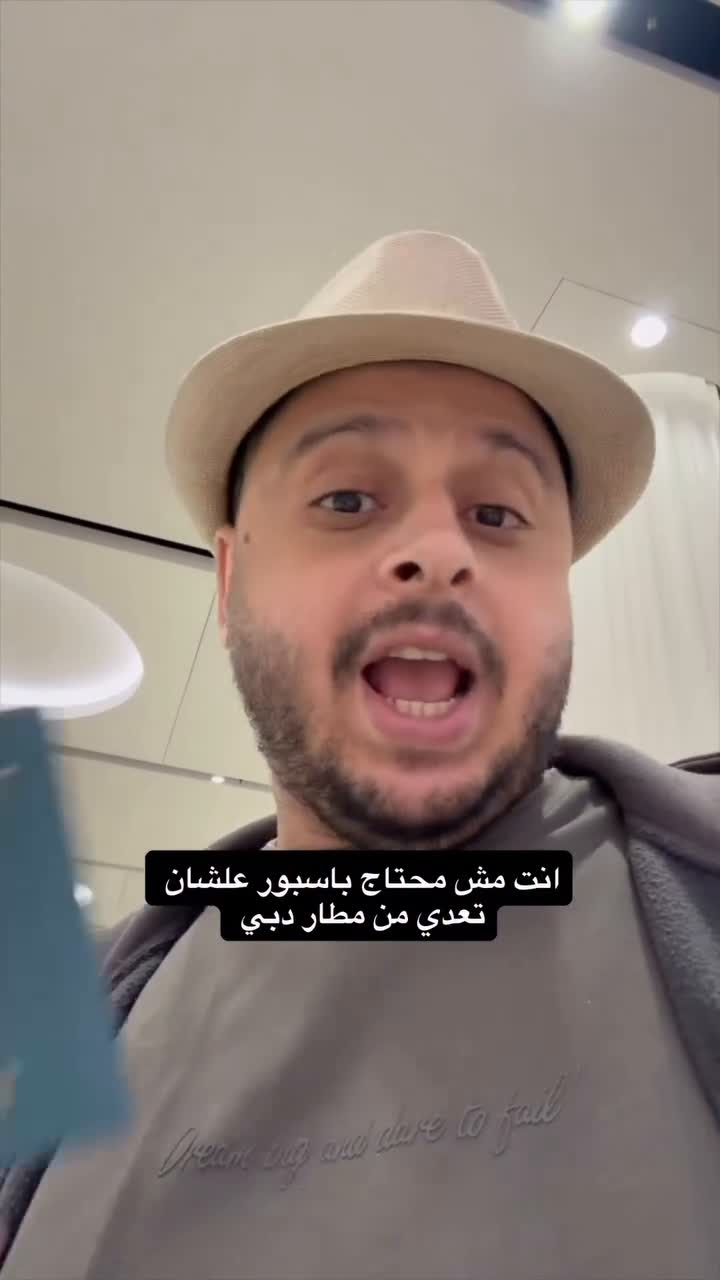 انت مش محتاج باسبور علشان
تعدي من مطار دبي
Dream big and dare to fail